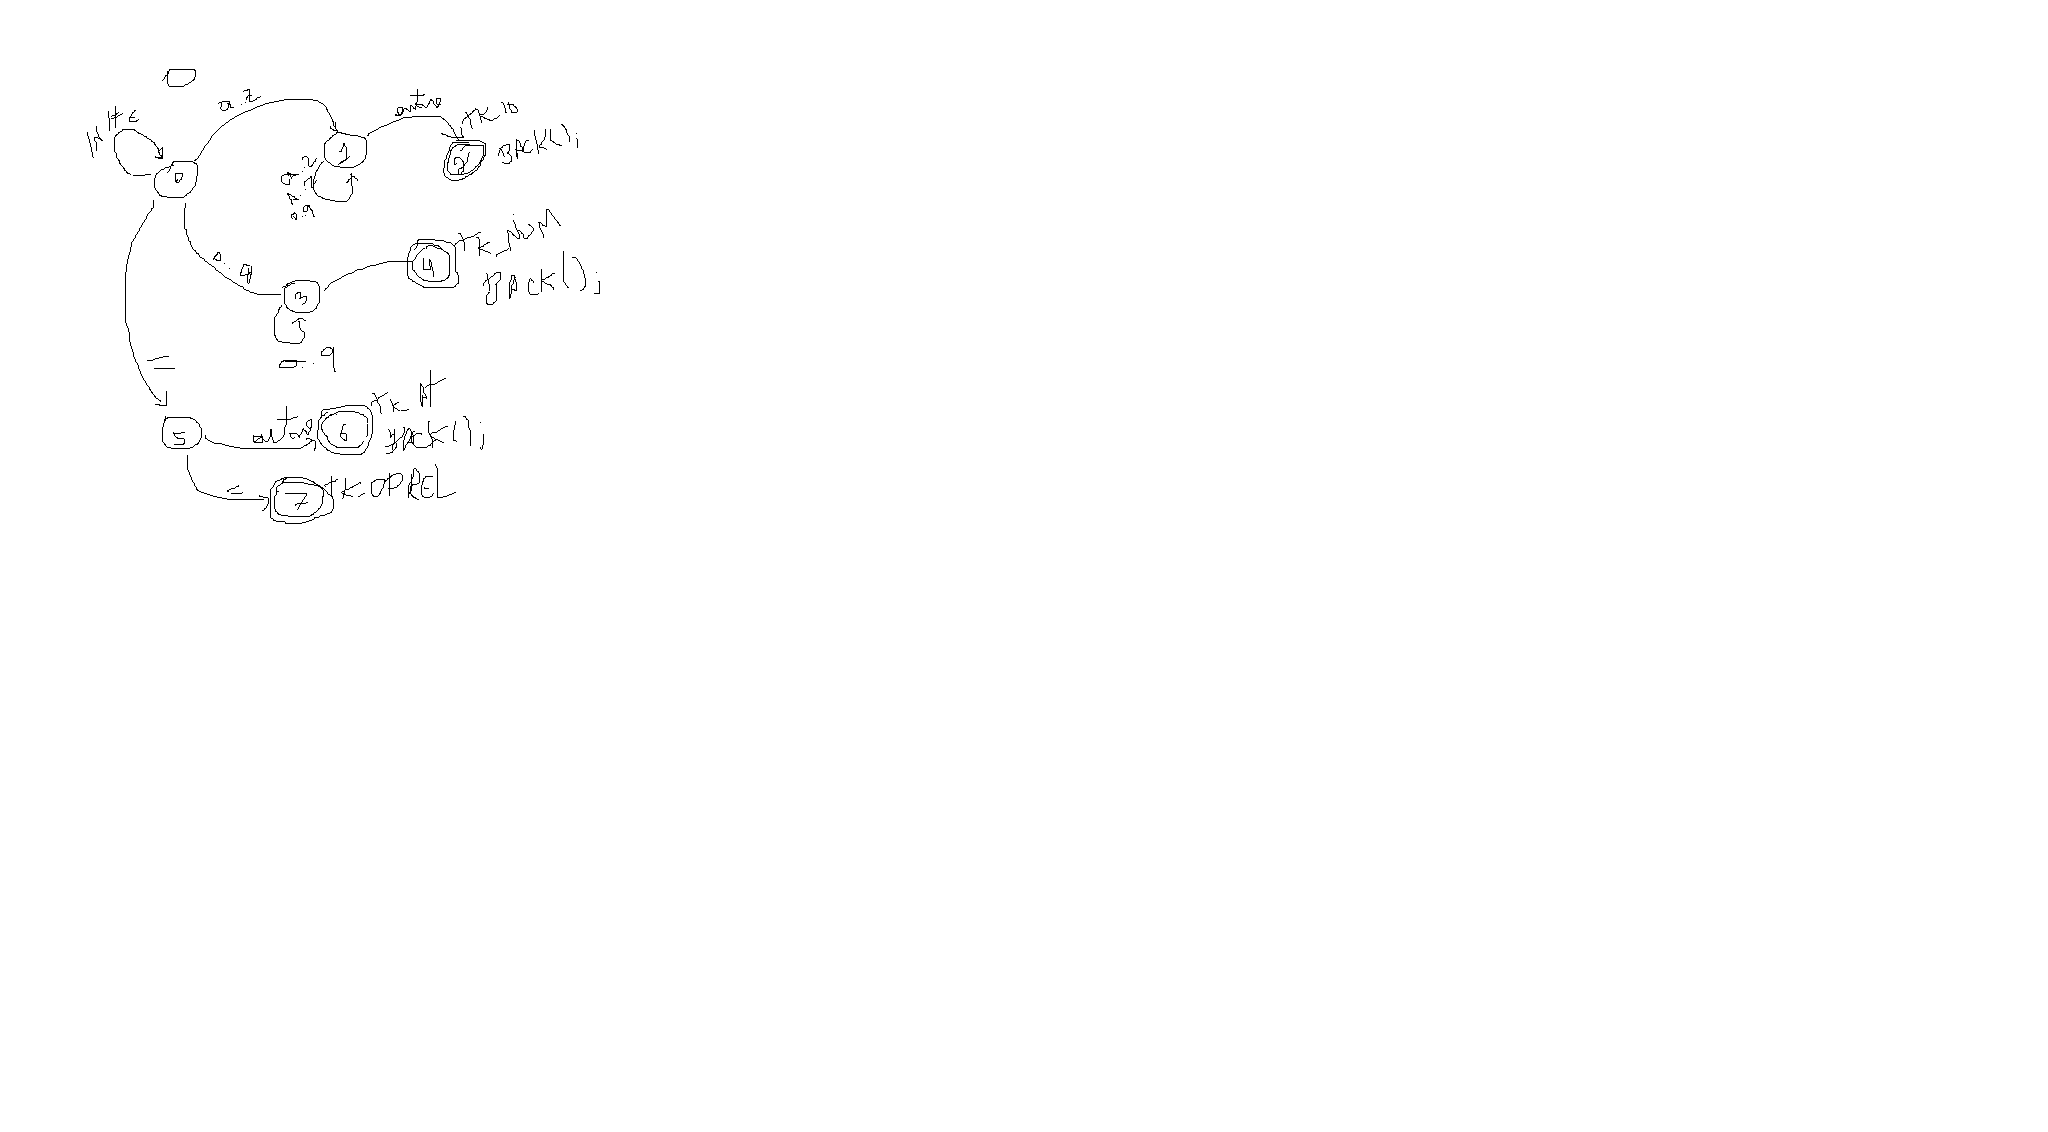 a.z
outro
TK_ID
BACK();
1
2
0
a.z
A.Z
0.9
TK_NUM
BACK();
0..9
4
3
0..9
=
TK_AT
BACK();
outro
6
5
=
7
TK_OPREL